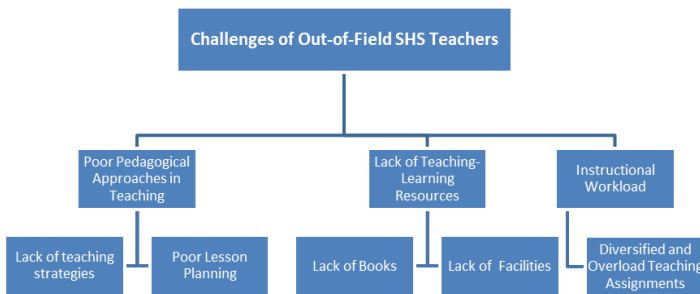 Challenges of Out-of-Field SHS Teachers
Poor Pedagogical
Approaches in
Teaching
Lack of Teaching-
Learning
Resources
Instructional
Workload
Lack of teaching
strategies
Poor Lesson
Planning
Lack of Books
Lack of Facilities
Diversified and
Overload Teaching
Assignments